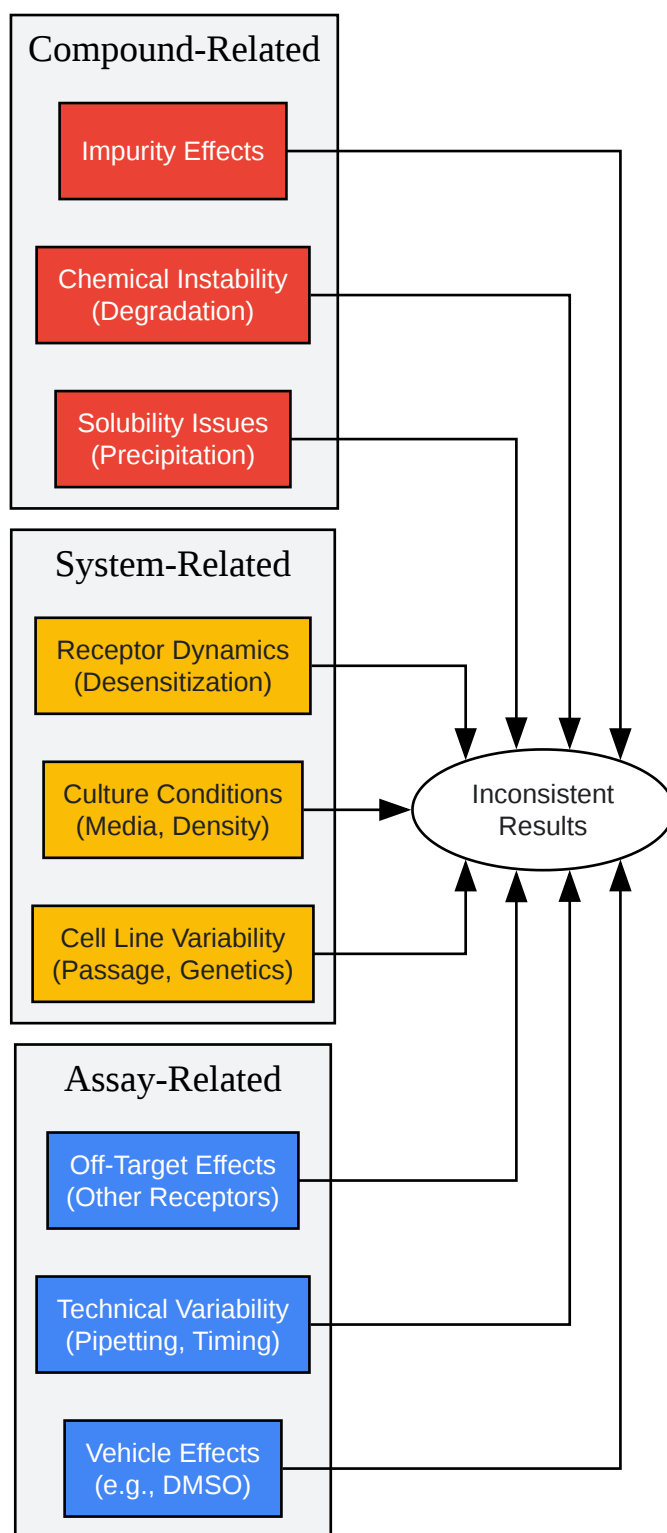 Compound-Related
Impurity Effects
Chemical Instability
(Degradation)
Solubility Issues
(Precipitation)
System-Related
Receptor Dynamics
(Desensitization)
Culture Conditions
(Media, Density)
Cell Line Variability
(Passage, Genetics)
Inconsistent
Results
Assay-Related
Off-Target Effects
(Other Receptors)
Technical Variability
(Pipetting, Timing)
Vehicle Effects
(e.g., DMSO)